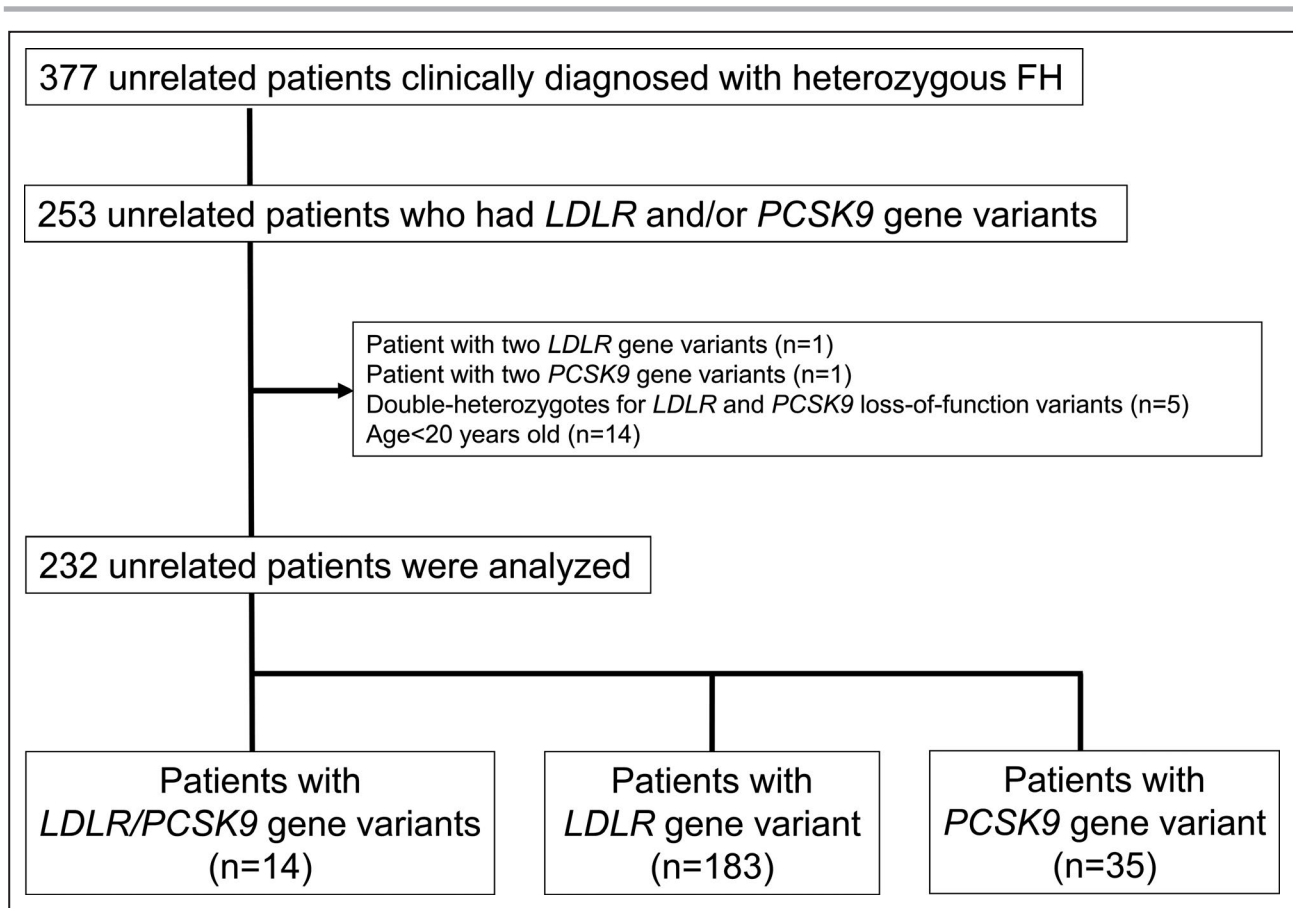 377 unrelated patients clinically diagnosed with heterozygous FH
253 unrelated patients who had LDLR and/or PCSK9 gene variants
Patient with two LDLR gene variants (n=1)
Patient with two PCSK9 gene variants (n=1)
Double-heterozygotes for LDLR and PCSK9 loss-of-function variants (n=5)
Age<20 years old (n=14)
232 unrelated patients were analyzed
Patients with
LDLR/PCSK9 gene variants
(n=14)
Patients with
LDLR gene variant
(n=183)
Patients with
PCSK9 gene variant
(n=35)